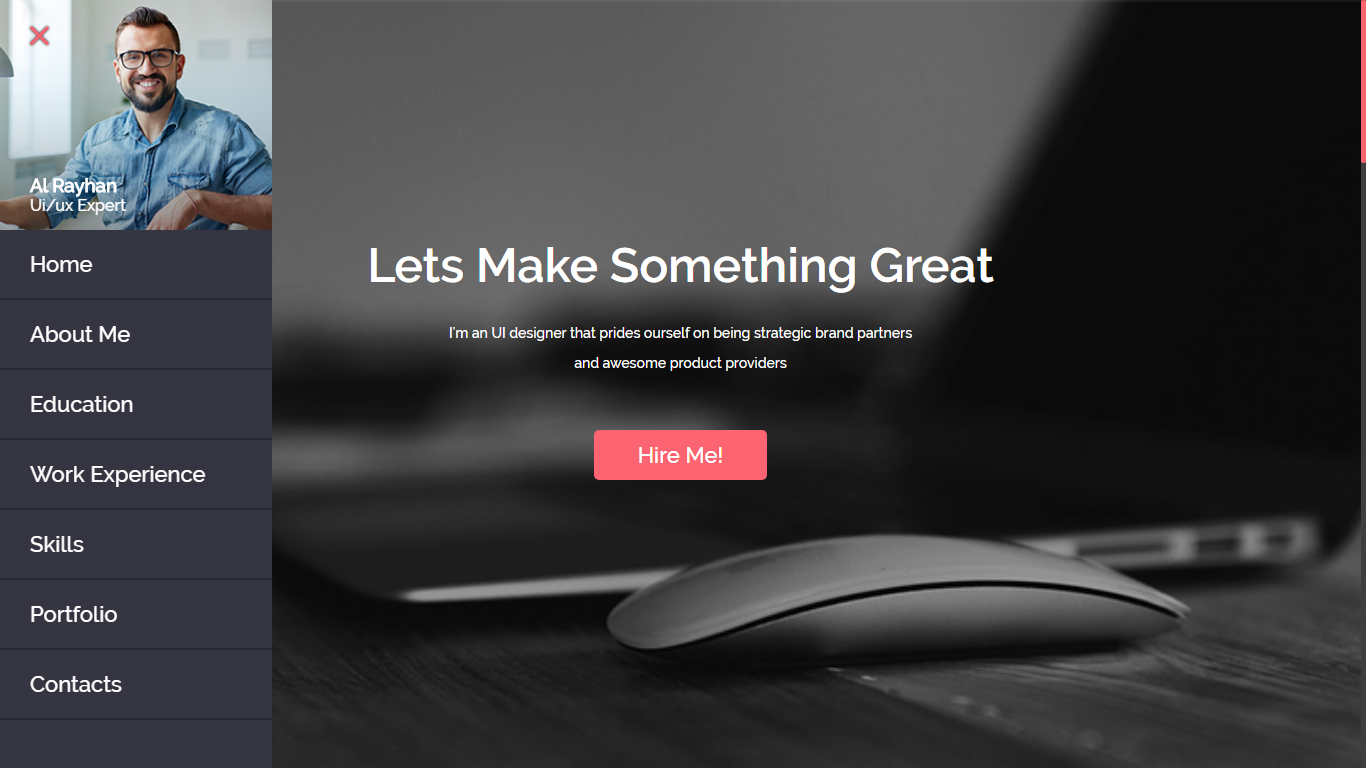 Al Rayhan
Ui/ux Expert
Home
About Me
Education
Work Experience
Skills
Portfolio
Contacts
Lets Make Something Great
I'm an UI designer that prides ourself on being strategic brand partners
and awesome product providers
Hire Me!